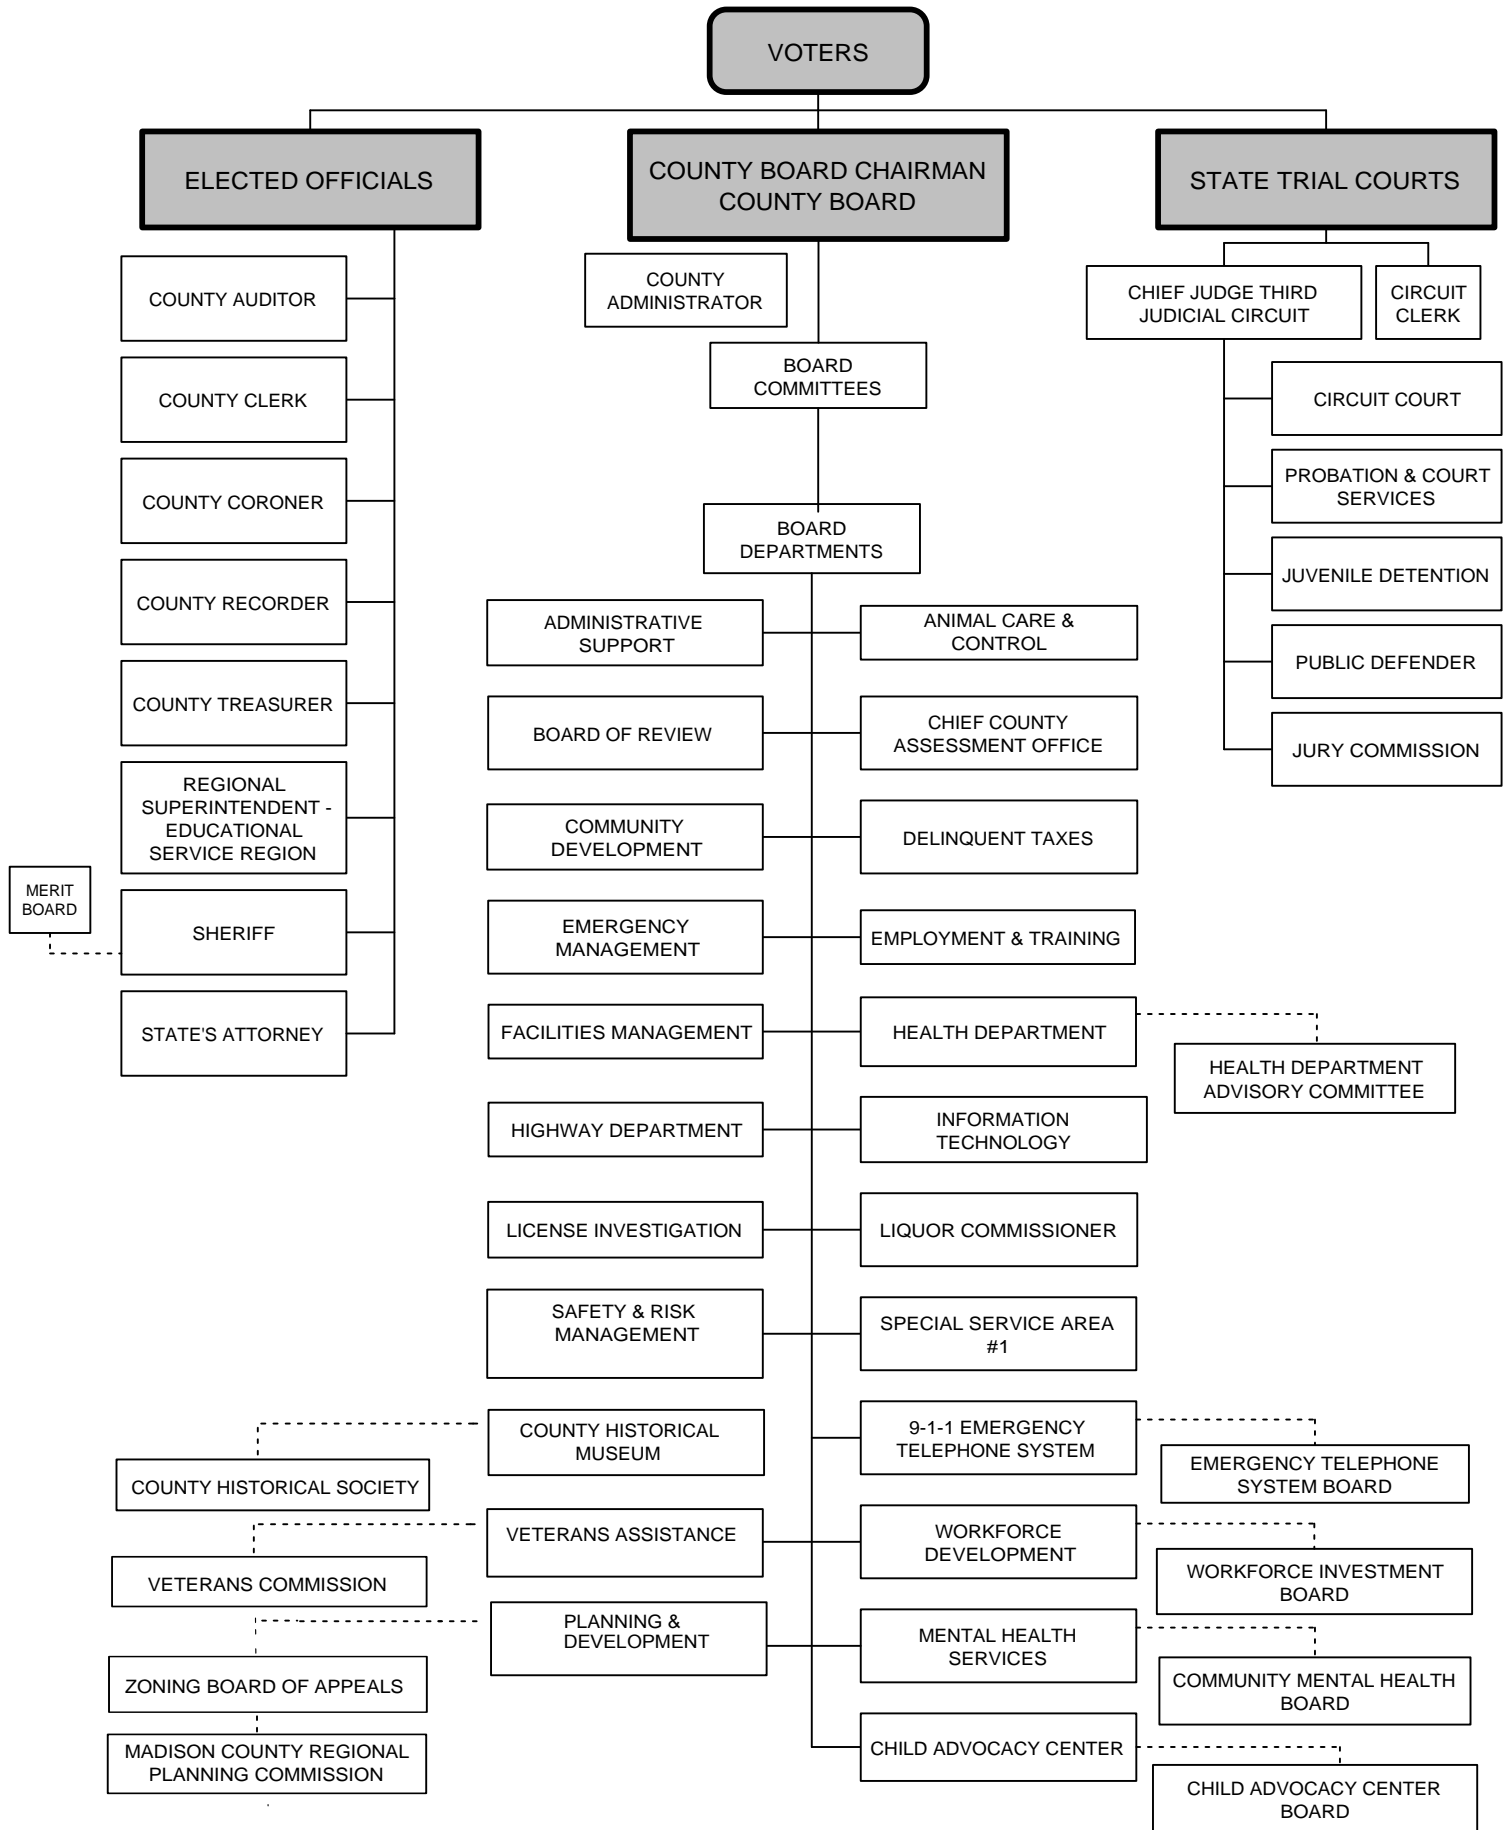 VOTERS
ELECTED OFFICIALS
COUNTY BOARD CHAIRMAN
COUNTY BOARD
STATE TRIAL COURTS
COUNTY AUDITOR
COUNTY CLERK
COUNTY CORONER
COUNTY RECORDER
COUNTY TREASURER
REGIONAL
SUPERINTENDENT -
EDUCATIONAL
SERVICE REGION
MERIT
BOARD
SHERIFF
STATE'S ATTORNEY
COUNTY
ADMINISTRATOR
BOARD
COMMITTEES
BOARD
DEPARTMENTS
ADMINISTRATIVE
SUPPORT
ANIMAL CARE &
CONTROL
BOARD OF REVIEW
CHIEF COUNTY
ASSESSMENT OFFICE
COMMUNITY
DEVELOPMENT
DELINQUENT TAXES
EMERGENCY
MANAGEMENT
EMPLOYMENT & TRAINING
FACILITIES MANAGEMENT
HEALTH DEPARTMENT
HEALTH DEPARTMENT
ADVISORY COMMITTEE
HIGHWAY DEPARTMENT
INFORMATION
TECHNOLOGY
LICENSE INVESTIGATION
LIQUOR COMMISSIONER
SAFETY & RISK
MANAGEMENT
SPECIAL SERVICE AREA
#1
COUNTY HISTORICAL
MUSEUM
COUNTY HISTORICAL SOCIETY
9-1-1 EMERGENCY
TELEPHONE SYSTEM
EMERGENCY TELEPHONE
SYSTEM BOARD
VETERANS ASSISTANCE
VETERANS COMMISSION
WORKFORCE
DEVELOPMENT
WORKFORCE INVESTMENT
BOARD
PLANNING &
DEVELOPMENT
ZONING BOARD OF APPEALS
MADISON COUNTY REGIONAL
PLANNING COMMISSION
MENTAL HEALTH
SERVICES
COMMUNITY MENTAL HEALTH
BOARD
CHILD ADVOCACY CENTER
CHILD ADVOCACY CENTER
BOARD
CHIEF JUDGE THIRD
JUDICIAL CIRCUIT
CIRCUIT
CLERK
CIRCUIT COURT
PROBATION & COURT
SERVICES
JUVENILE DETENTION
PUBLIC DEFENDER
JURY COMMISSION